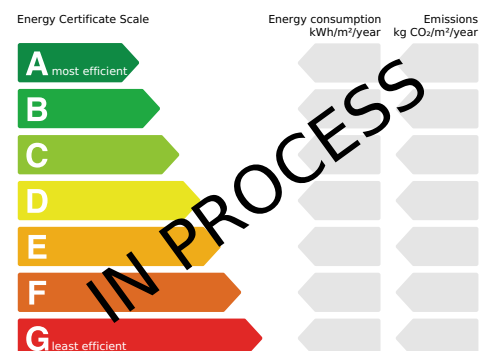 Energy Certificate Scale
Energy consumption
kWh/m²/year
Emissions
kg CO₂/m²/year
A most efficient
B
C
D
E
F
G least efficient
IN PROCESS